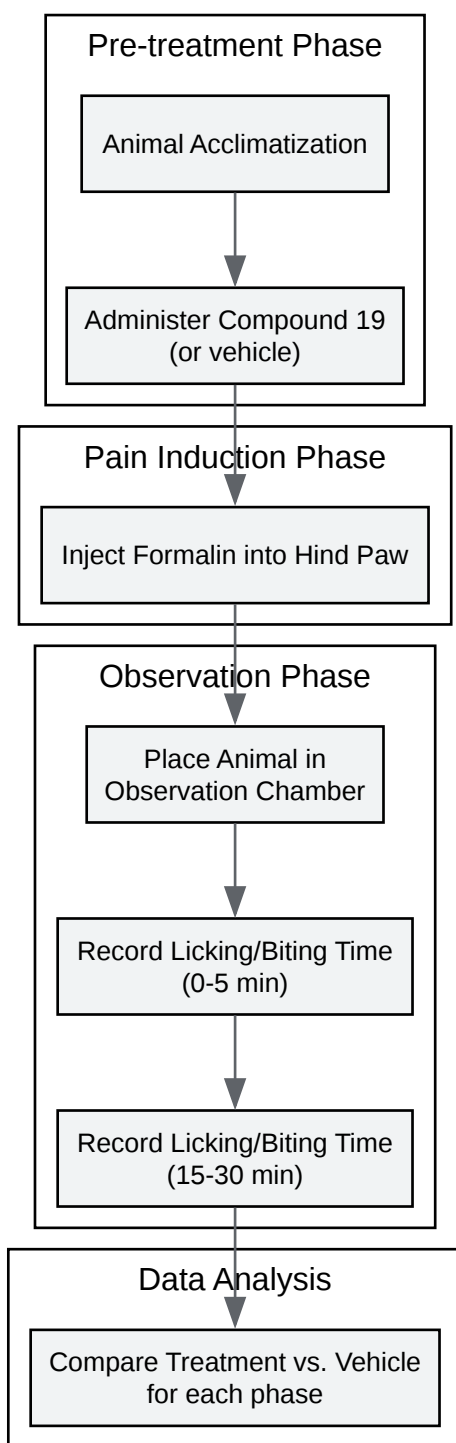 Pre-treatment Phase
Animal Acclimatization
Administer Compound 19
(or vehicle)
Pain Induction Phase
Inject Formalin into Hind Paw
Observation Phase
Place Animal in
Observation Chamber
Record Licking/Biting Time
(0-5 min)
Record Licking/Biting Time
(15-30 min)
Data Analysis
Compare Treatment vs. Vehicle
for each phase